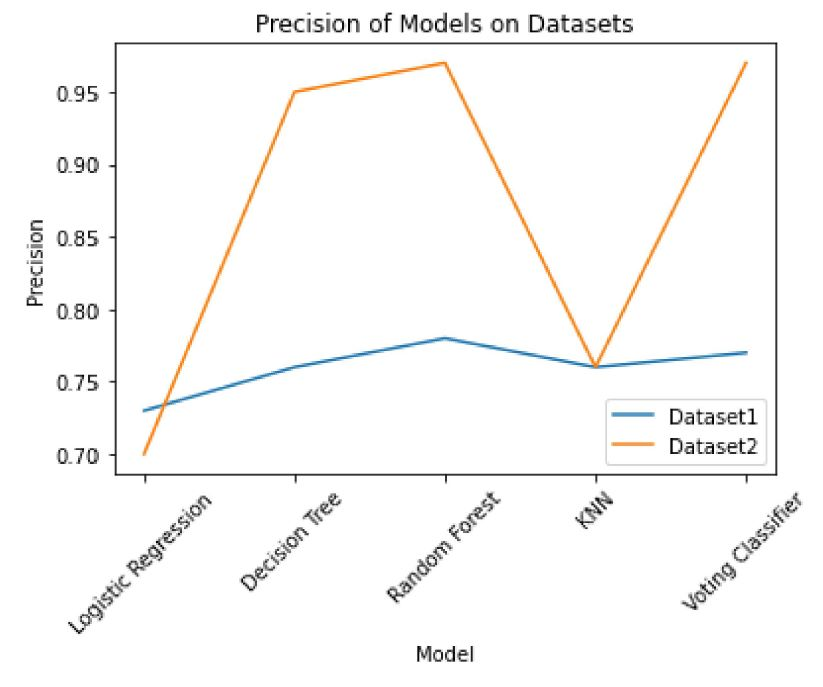 Precision of Models on Datasets
Precision
0.95
0.90
0.85
0.80
0.75
0.70
Dataset1
Dataset2
Logistic Regression
Decision Tree
Random Forest
KNN
Voting Classifier
Model